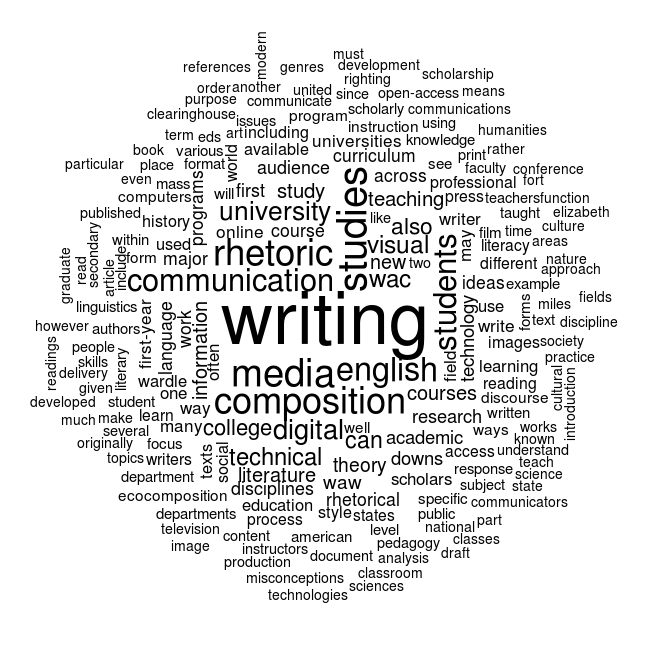 modern
must
references
genres
development
righting
scholarship
order
another
united
since
open-access
means
purpose
communicate
scholarly
communications
clearinghouse
issues
program
instruction
using
term
eds
art
including
universities
knowledge
humanities
book
various
available
curriculum
print
rather
particular
place
format
world
audience
across
see
faculty
conference
even
mass
will
first
study
studies
teaching
professional
fort
computers
programs
press
teachers
function
published
history
university
like
also
writer
taught
elizabeth
online
course
visual
film
time
culture
within
used
rhetoric
new
two
students
may
literacy
areas
graduate
read
secondary
article
include
form
major
communication
wac
different
nature
approach
ideas
example
linguistics
writing
technology
use
forms
miles
fields
however
authors
first-year
language
work
information
often
write
text
discipline
images
society
readings
people
skills
delivery
literary
media
english
field
learning
practice
given
wardle
reading
cultural
introduction
developed
student
one
composition
courses
discourse
much
make
learn
way
research
written
several
many
college
digital
well
can
academic
ways
works
known
originally
focus
topics
writers
texts
social
technical
theory
downs
access
understand
teach
department
literature
waw
scholars
response
science
subject
state
ecocomposition
disciplines
rhetorical
specific
communicators
education
departments
process
style
states
public
part
television
content
american
level
national
classes
image
instructors
pedagogy
document
analysis
draft
production
misconceptions
classroom
sciences
technologies